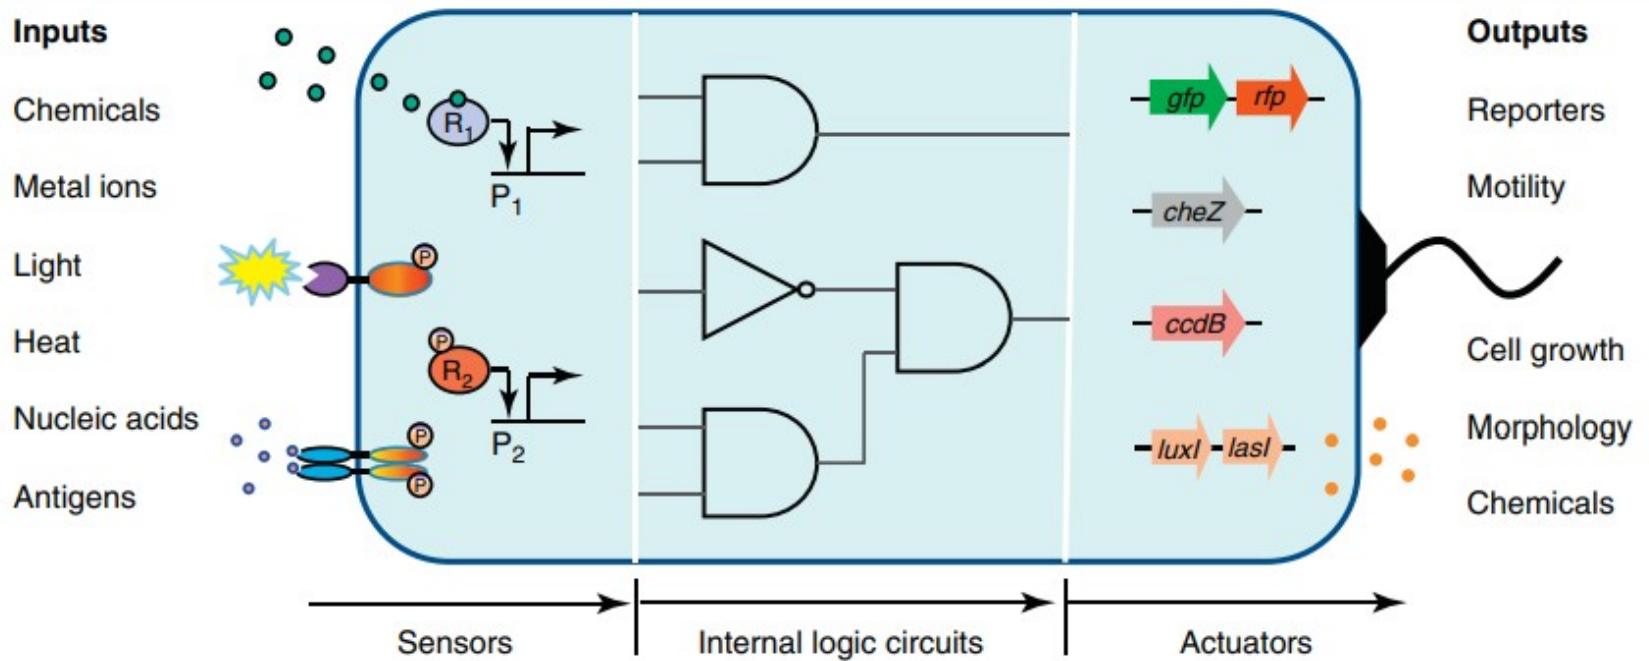 Inputs
Chemicals
Metal ions
Light
Heat
Nucleic acids
Antigens
R1
P1
P
P
R2
P2
P
P
gfp rfp
cheZ
ccdB
luxI lasI
Outputs
Reporters
Motility
Cell growth
Morphology
Chemicals
Sensors
Internal logic circuits
Actuators